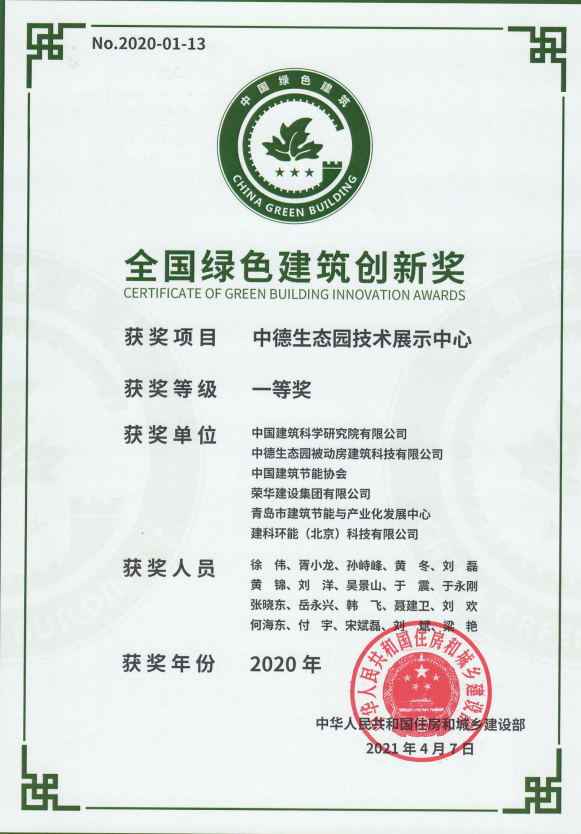 No.2020-01-13
中国绿色建筑
CHINA GREEN BUILDING
全国绿色建筑创新奖
CERTIFICATE OF GREEN BUILDING INNOVATION AWARDS
获奖项目 中德生态园技术展示中心
获奖等级 一等奖
获奖单位 中国建筑科学研究院有限公司
中德生态园被动房建筑科技有限公司
中国建筑节能协会
荣华建设集团有限公司
青岛市建筑节能与产业化发展中心
建科环能（北京）科技有限公司
获奖人员 徐 伟、胥小龙、孙峙峰、黄 冬、刘 磊
黄 锦、刘 洋、吴景山、于 震、于永刚
张晓东、岳永兴、韩 飞、聂建卫、刘 欢
何海东、付 宇、宋斌磊、刘 斌、梁 艳
获奖年份 2020 年
中华人民共和国住房和城乡建设部
中华人民共和国住房和城乡建设部
2021 年 4 月 7 日